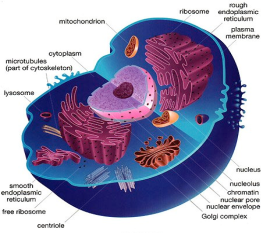 mitochondrion
ribosome
rough
endoplasmic
reticulum
plasma
membrane
cytoplasm
microtubules
(part of cytoskeleton)
lysosome
smooth
endoplasmic
reticulum
free ribosome
centriole
nucleus
nucleolus
chromatin
nuclear pore
nuclear envelope
Golgi complex